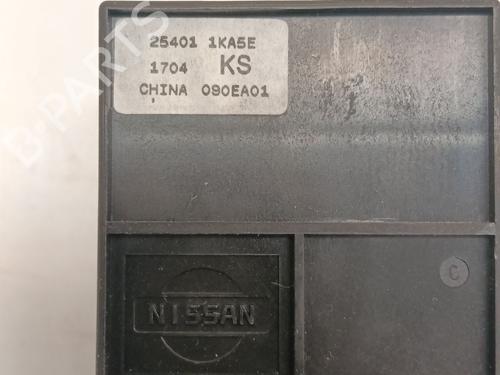 25401 1KA5E
1704 KS
CHINA 090EA01
NISSAN
C
B-PARTS